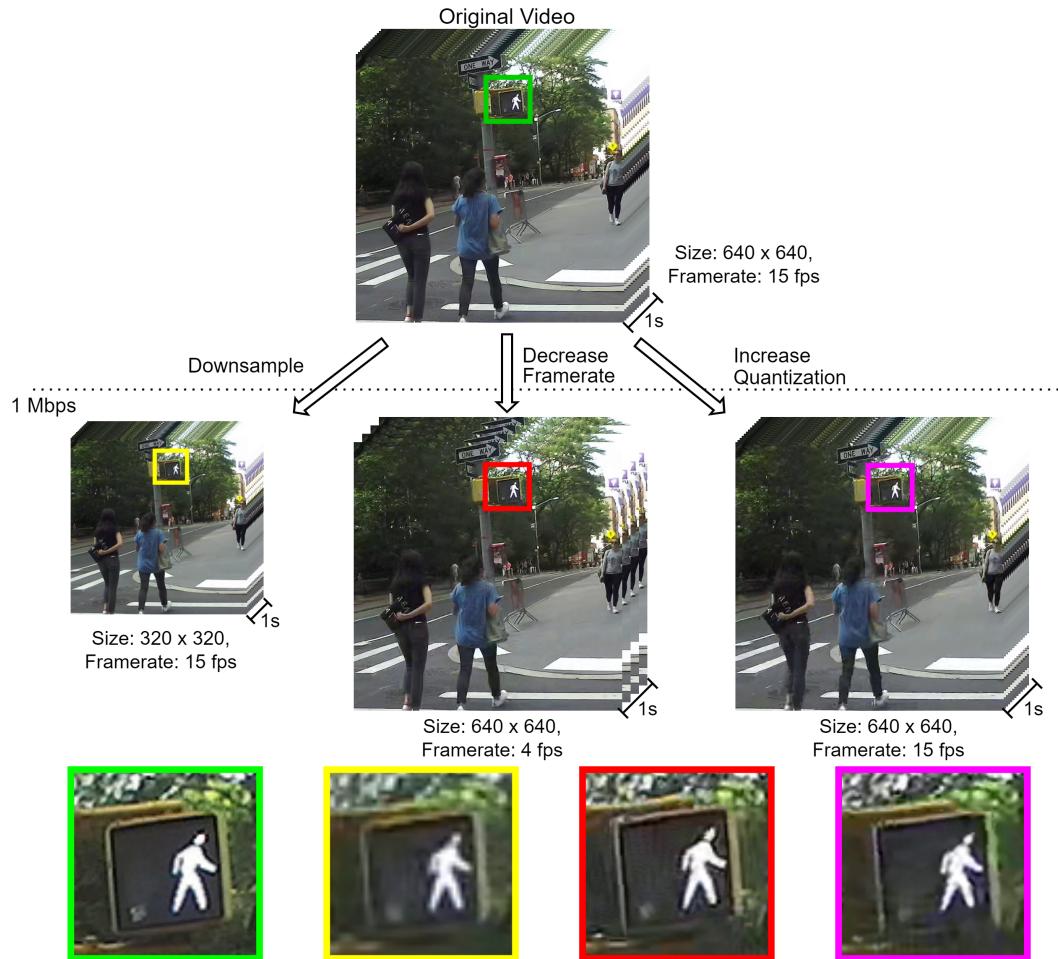 Original Video
ONE WAY
Size: 640 x 640,
Framerate: 15 fps
1s
Downsample
Decrease
Framerate
Increase
Quantization
1 Mbps
ONE WAY
ONE WAY
ONE WAY
1s
Size: 320 x 320,
Framerate: 15 fps
1s
1s
Size: 640 x 640,
Framerate: 4 fps
Size: 640 x 640,
Framerate: 15 fps